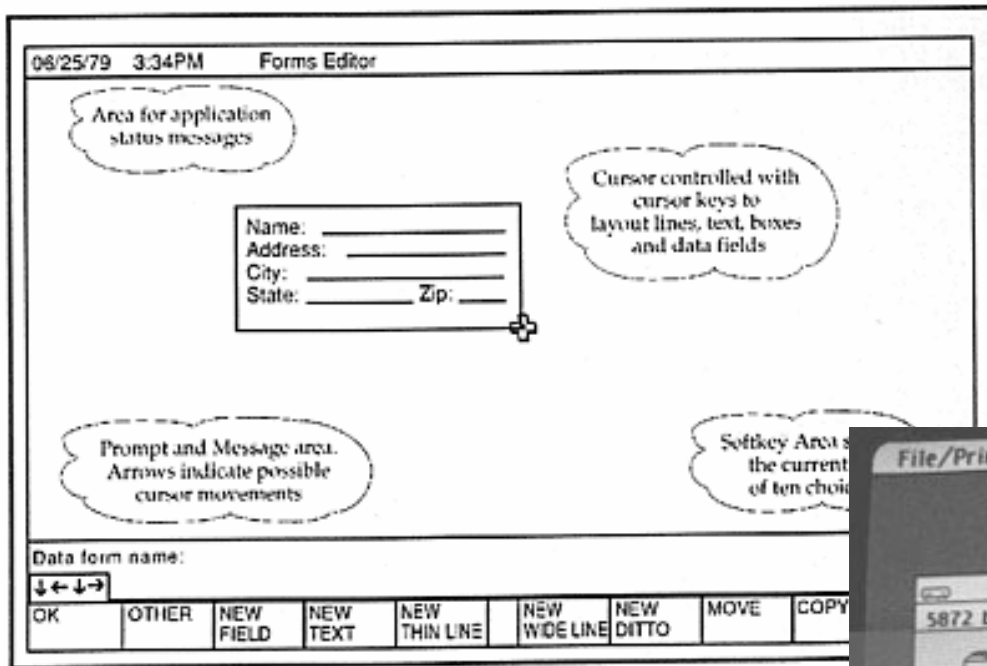 06/25/79 3:34PM Forms Editor
Area for application
status messages
Cursor controlled with
cursor keys to
layout lines, text, boxes
and data fields
Name:
Address:
City:
State: Zip:
Prompt and Message area.
Arrows indicate possible
cursor movements
Softkey Area
the current
of ten
File/Pri
Data form name:
↓←↓→
OK OTHER NEW FIELD NEW TEXT NEW THIN LINE NEW WIDE LINE NEW DITTO MOVE COPY
5872